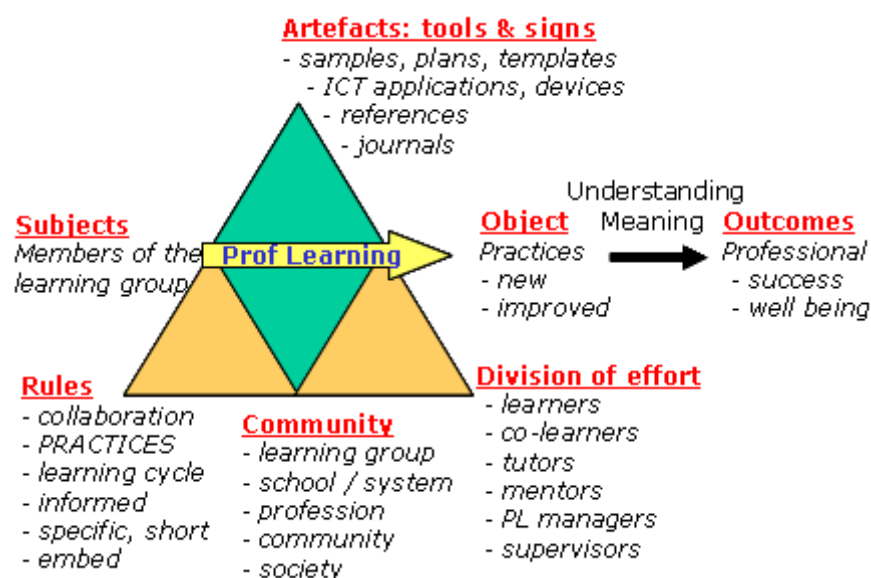 Artefacts: tools & signs
- samples, plans, templates
- ICT applications, devices
- references
- journals
Subjects
Members of the
learning group
Prof Learning
Object
Practices
- new
- improved
Understanding
Meaning
Outcomes
Professional
- success
- well being
Rules
- collaboration
- PRACTICES
- learning cycle
- informed
- specific, short
- embed
Community
- learning group
- school / system
- profession
- community
- society
Division of effort
- learners
- co-learners
- tutors
- mentors
- PL managers
- supervisors